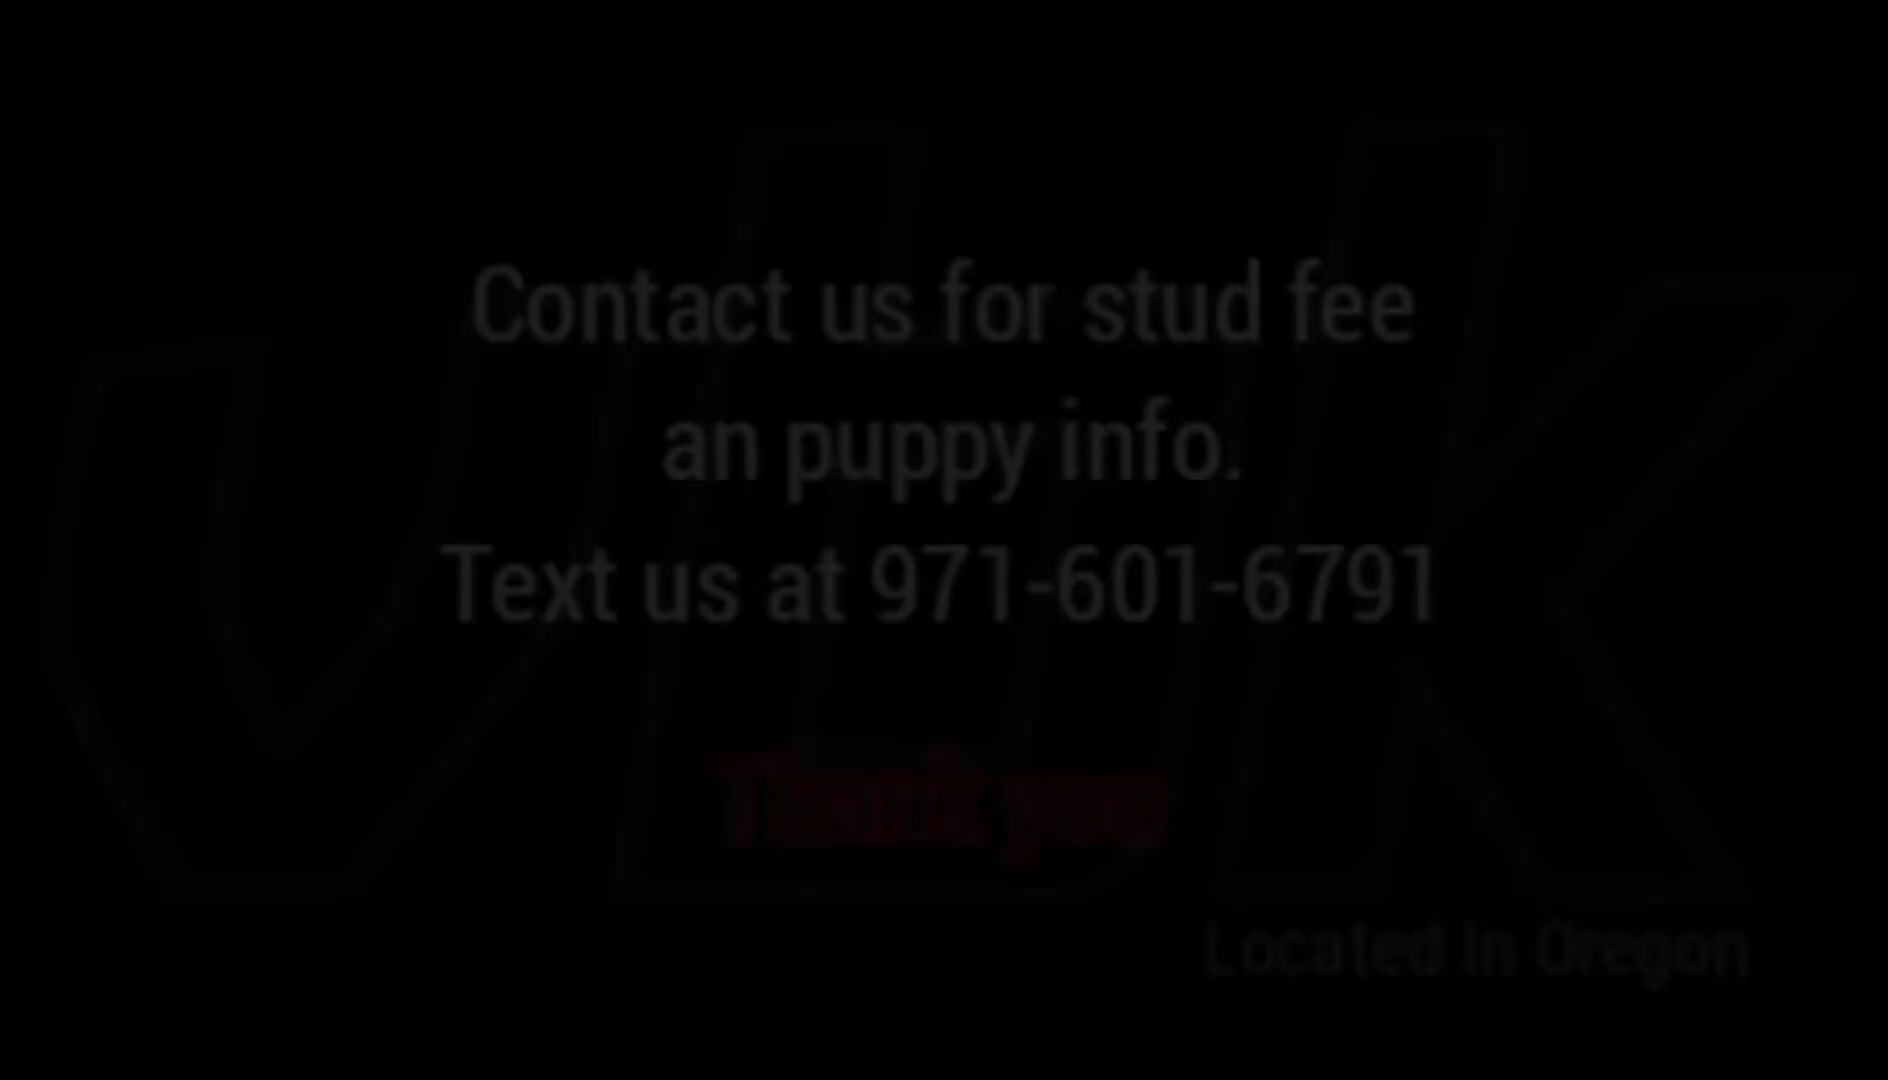 Contact us for stud fee
an puppy info.
Text us at 971-601-6791
Thank you
Located In Oregon